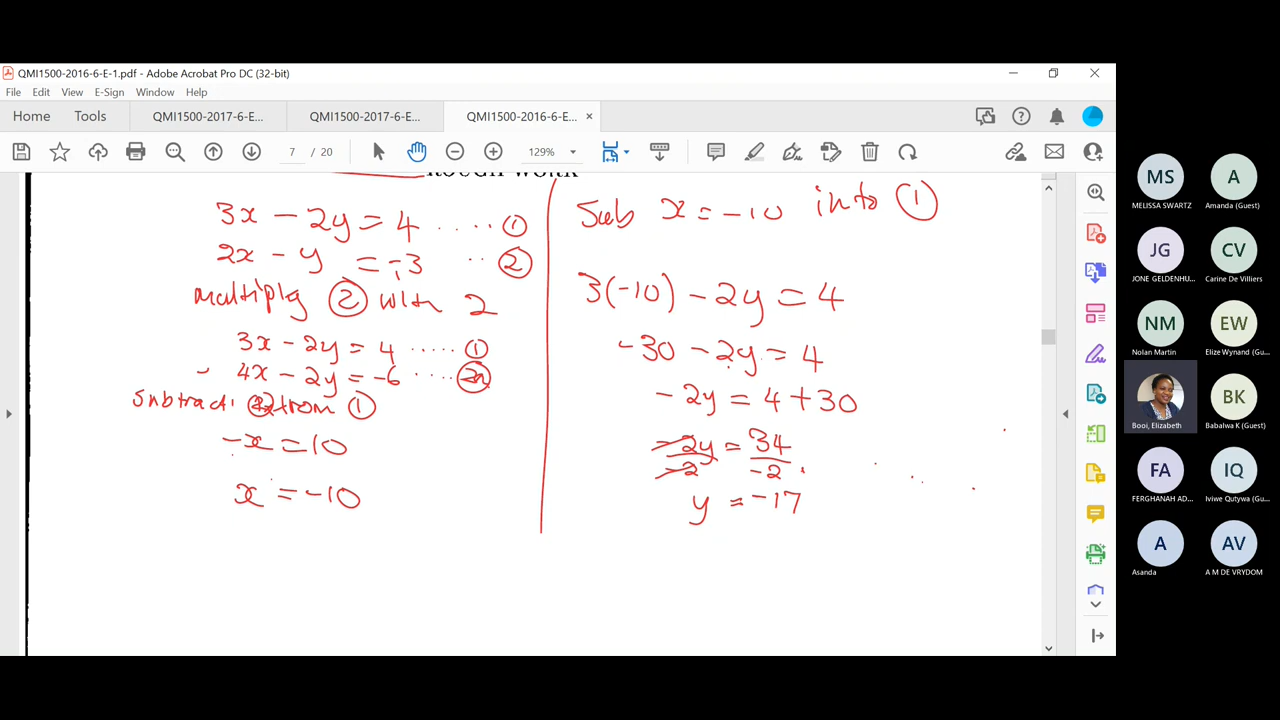 QMI1500-2016-6-E-1.pdf - Adobe Acrobat Pro DC (32-bit)
File Edit View E-Sign Window Help
Home Tools QMI1500-2017-6-E... QMI1500-2017-6-E... QMI1500-2016-6-E... ×
7 / 20 129%
Rough work
3x - 2y = 4 ..... ①
2x - y = -3 .. ②
multiply ② with 2
3x - 2y = 4 ..... ①
- 4x - 2y = -6 .... 2a
Subtract from ①
-x = 10
x = -10
Sub x = -10 into ①
3(-10) - 2y = 4
-30 - 2y = 4
-2y = 4 + 30
-2y = 34
-2 -2
y = -17
MS
MELISSA SWARTZ
A
Amanda (Guest)
JG
JONE GELDENHU...
CV
Carine De Villiers
NM
Nolan Martin
EW
Elize Wynand (Gu...
Booi, Elizabeth
BK
Babalwa K (Guest)
FA
FERGHANAH AD...
IQ
Iviwe Qutywa (Gu...
A
Asanda
AV
A M DE VRYDOM